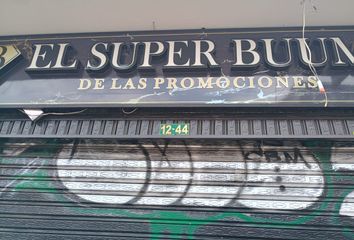 EL SUPER BUUM
DE LAS PROMOCIONES
12-44